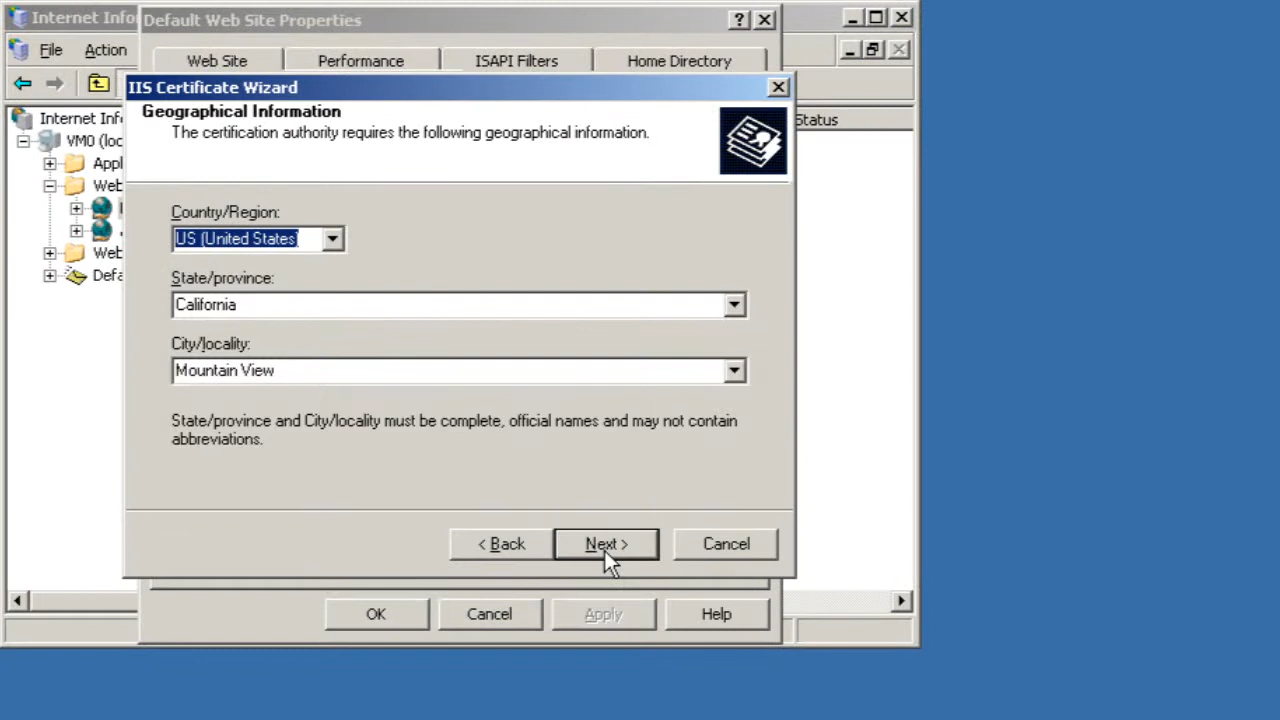 Internet Info
Default Web Site Properties
File Action
Web Site Performance ISAPI Filters Home Directory
IIS Certificate Wizard
Geographical Information
The certification authority requires the following geographical information.
Internet Inf
Status
VM0 (loc
Appl
Web
Web
Defa
Country/Region:
US (United States)
State/province:
California
City/locality:
Mountain View
State/province and City/locality must be complete, official names and may not contain
abbreviations.
< Back Next > Cancel
OK Cancel Apply Help